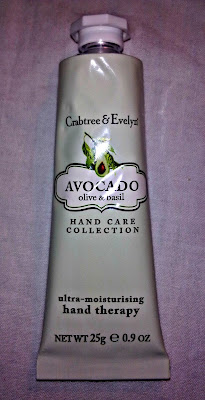 Crabtree & Evelyn
AVOCADO
olive & basil
HAND CARE
COLLECTION
ultra-moisturising
hand therapy
NET WT 25g ℮ 0.9 OZ